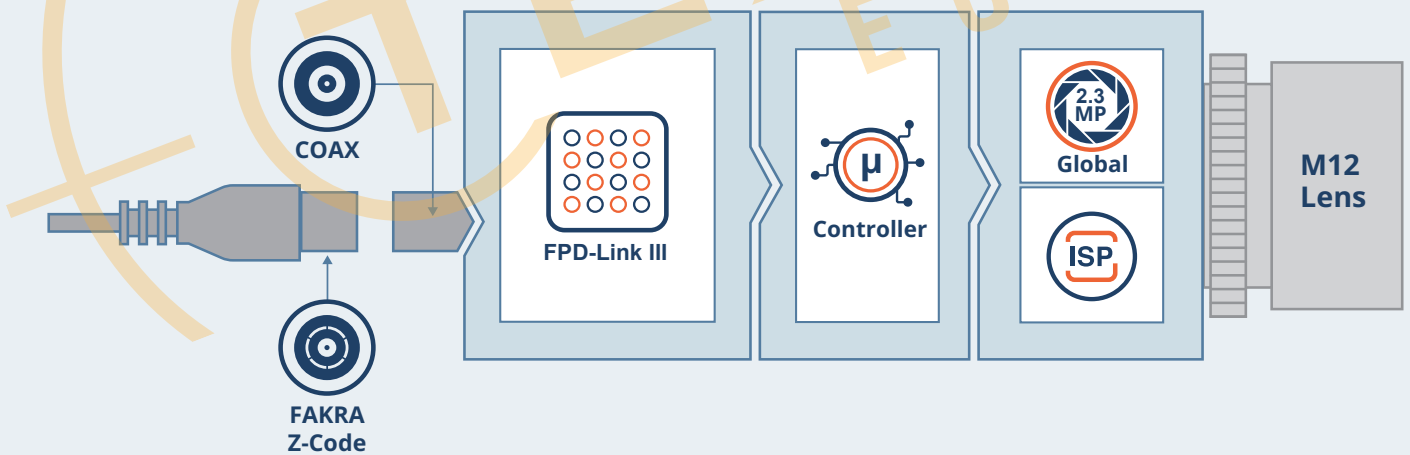 COAX
FAKRA
Z-Code
FPD-Link III
µ
Controller
2.3
MP
Global
ISP
M12
Lens